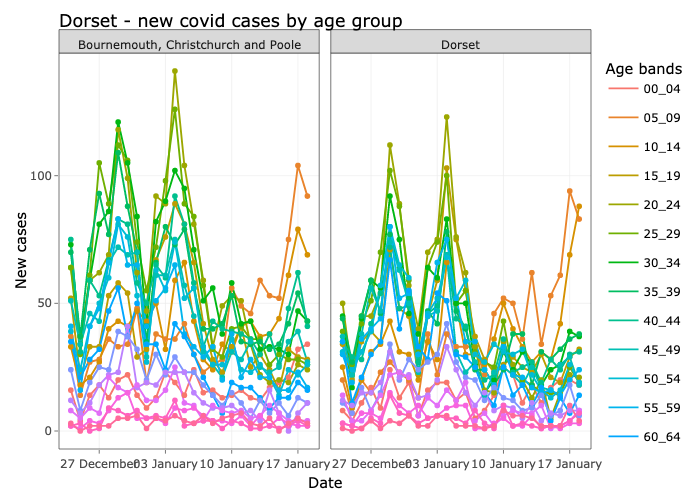 Dorset - new covid cases by age group
Bournemouth, Christchurch and Poole
Dorset
Age bands
00_04
05_09
10_14
15_19
20_24
25_29
30_34
35_39
40_44
45_49
50_54
55_59
60_64
New cases
100
50
0
27 December 03 January 10 January 17 January
27 December 03 January 10 January 17 January
Date